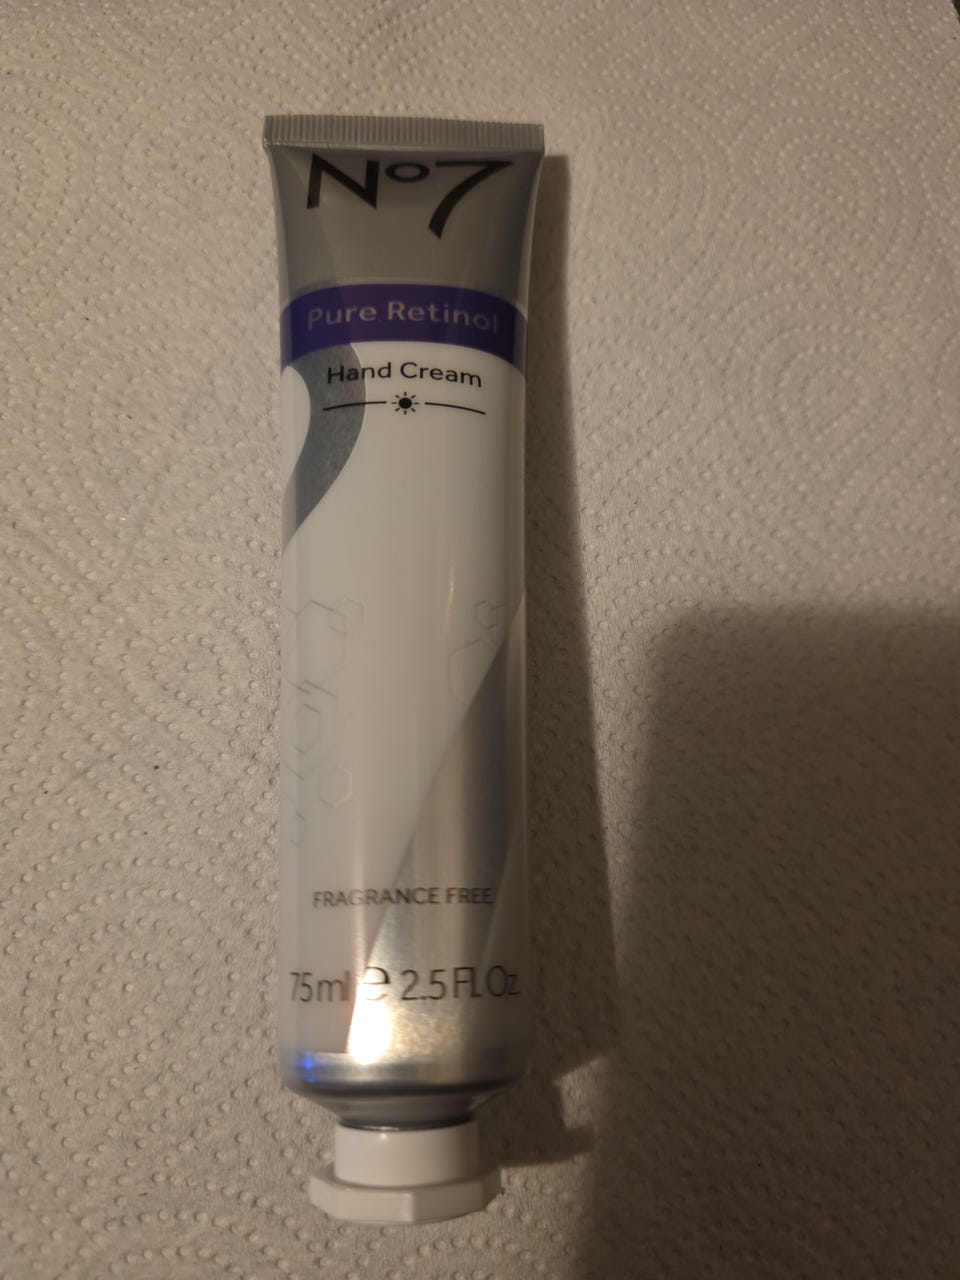 No7
Pure Retinol
Hand Cream
FRAGRANCE FREE
75ml e 2.5 Fl. Oz